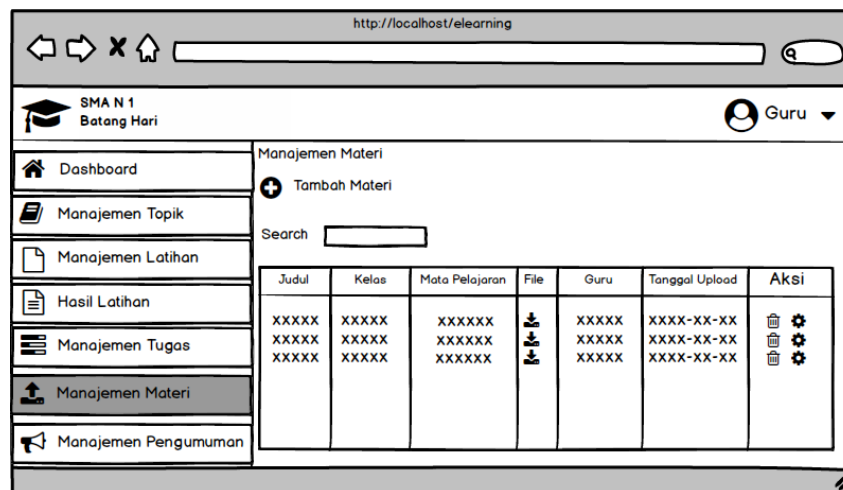 http://localhost/elearning
SMA N 1
Batang Hari
Guru
Dashboard
Manajemen Topik
Manajemen Latihan
Hasil Latihan
Manajemen Tugas
Manajemen Materi
Manajemen Pengumuman
Manajemen Materi
Tambah Materi
Search
Judul Kelas Mata Pelajaran File Guru Tanggal Upload Aksi
XXXXX XXXXX XXXXXX XXXXX XXXX-XX-XX
XXXXX XXXXX XXXXXX XXXXX XXXX-XX-XX
XXXXX XXXXX XXXXXX XXXXX XXXX-XX-XX